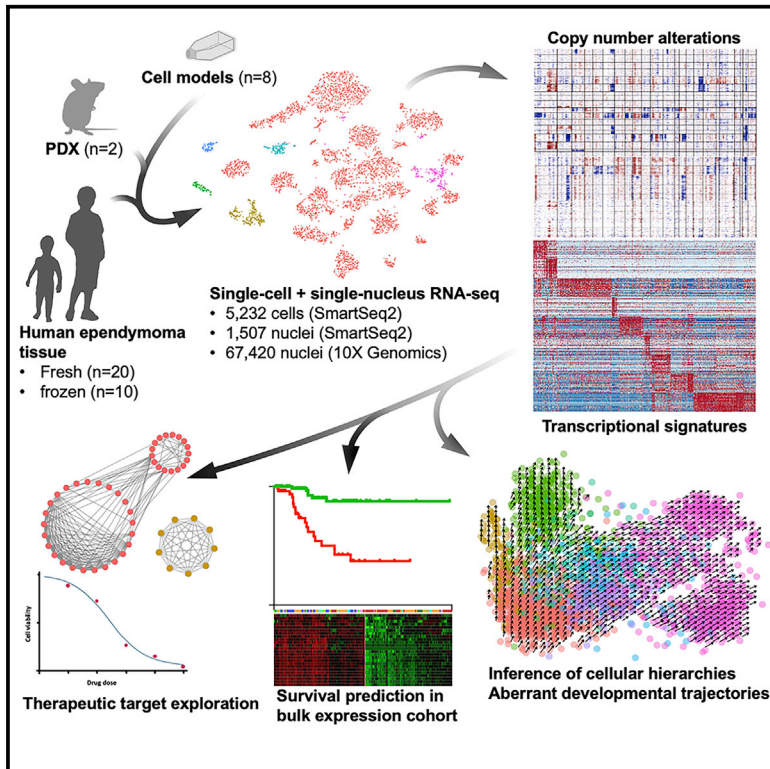 Copy number alterations
Cell models (n=8)
PDX (n=2)
Single-cell + single-nucleus RNA-seq
• 5,232 cells (SmartSeq2)
• 1,507 nuclei (SmartSeq2)
• 67,420 nuclei (10X Genomics)
Human ependymoma
tissue
• Fresh (n=20)
• frozen (n=10)
Transcriptional signatures
Cell viability
Drug dose
Therapeutic target exploration
Survival prediction in
bulk expression cohort
Inference of cellular hierarchies
Aberrant developmental trajectories